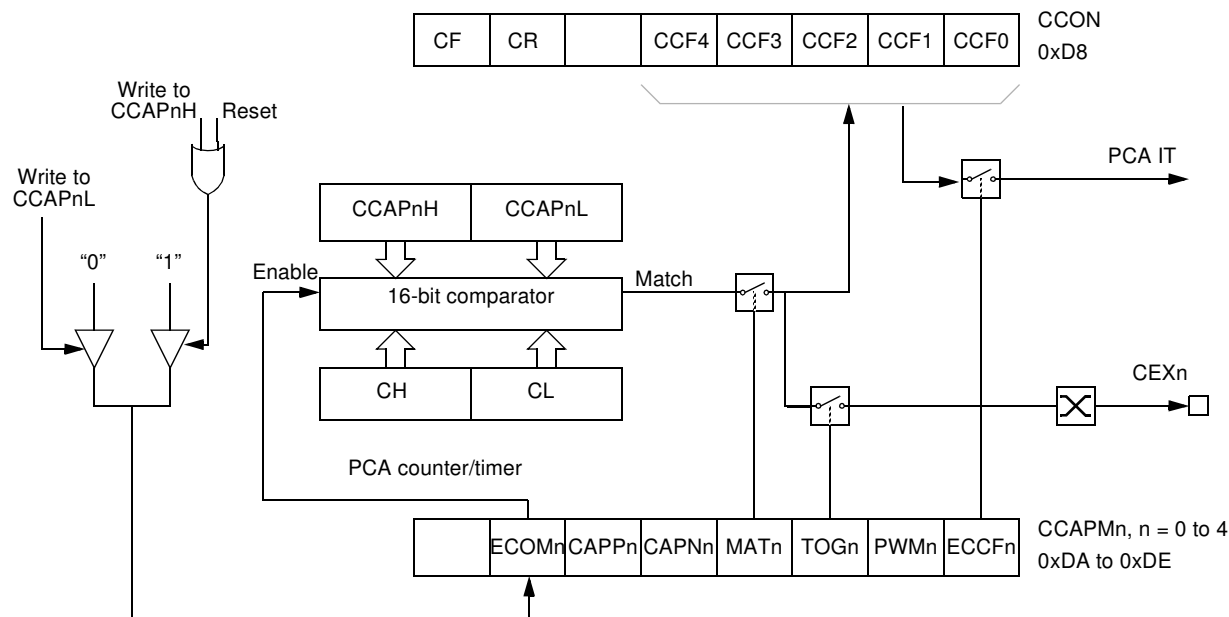 CCON
CF CR CCF4 CCF3 CCF2 CCF1 CCF0
0xD8
Write to
CCAPnH Reset
PCA IT
Write to
CCAPnL
CCAPnH CCAPnL
“0” “1”
Enable
Match
16-bit comparator
CH CL
CEXn
PCA counter/timer
CCAPMn, n = 0 to 4
ECOMn CAPPn CAPNn MATn TOGn PWMn ECCFn
0xDA to 0xDE